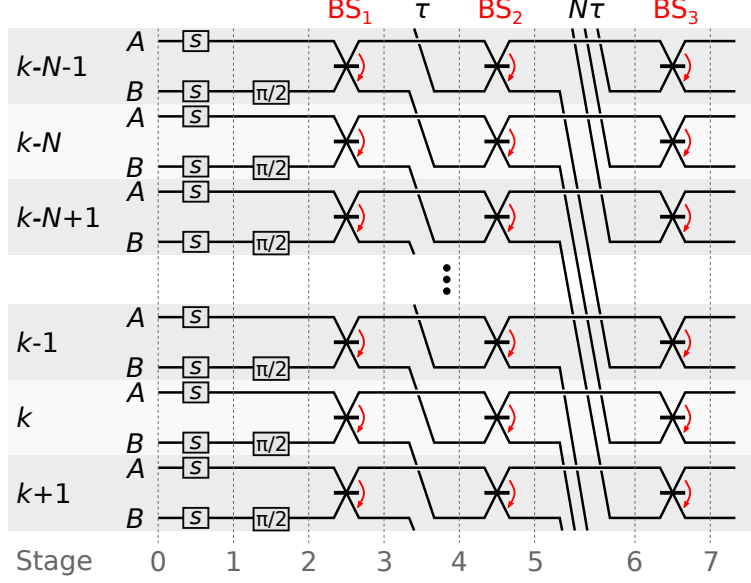 BS₁ τ BS₂ Nτ BS₃
A s
k-N-1
B s π/2
A s
k-N
B s π/2
A s
k-N+1
B s π/2
A s
k-1
B s π/2
A s
k
B s π/2
A s
k+1
B s π/2
Stage 0 1 2 3 4 5 6 7